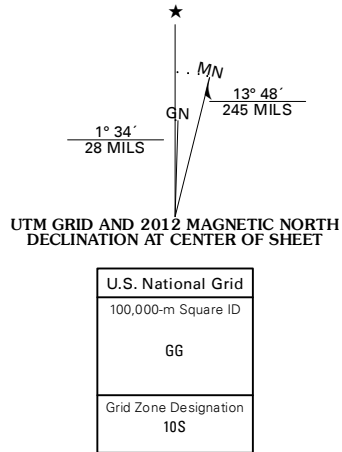 ★
MN
GN
13° 48´
245 MILS
1° 34´
28 MILS
UTM GRID AND 2012 MAGNETIC NORTH
DECLINATION AT CENTER OF SHEET
U.S. National Grid
100,000-m Square ID
GG
Grid Zone Designation
10S